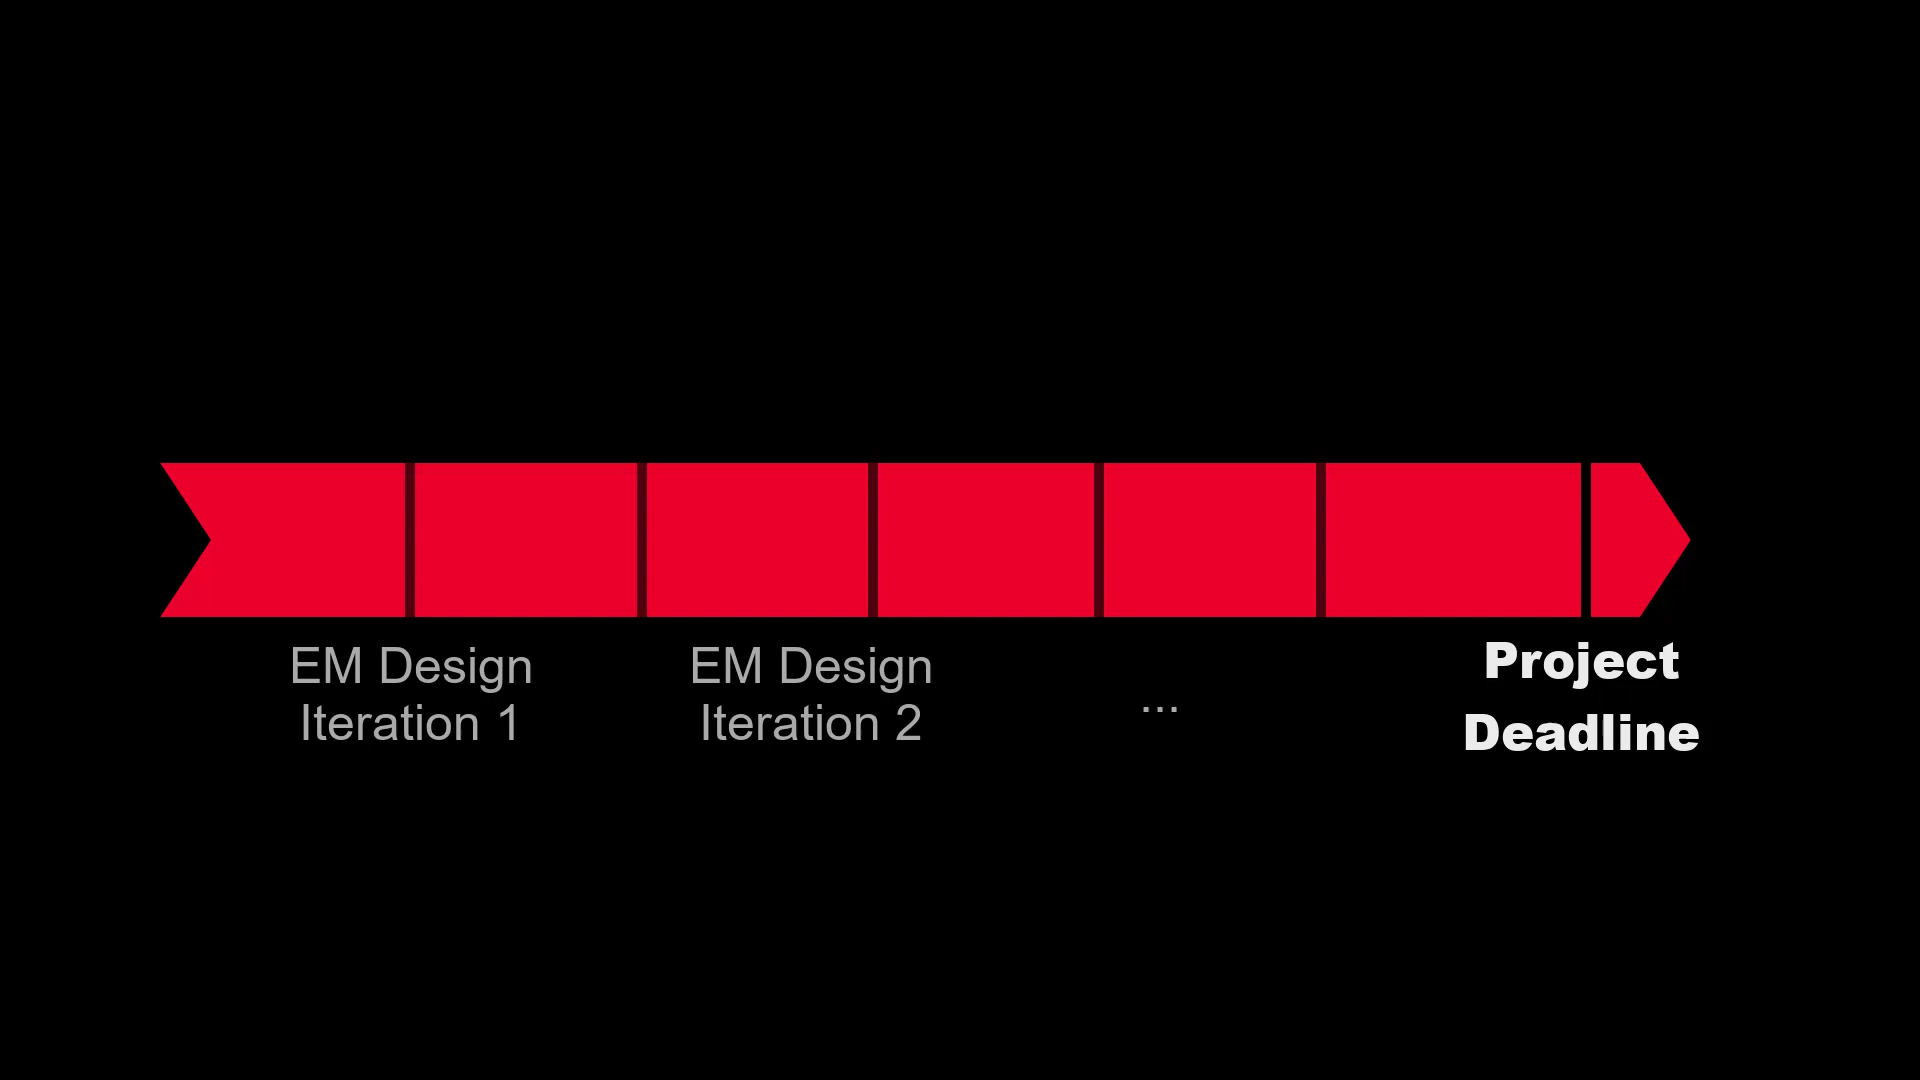 EM Design
Iteration 1
EM Design
Iteration 2
...
Project
Deadline